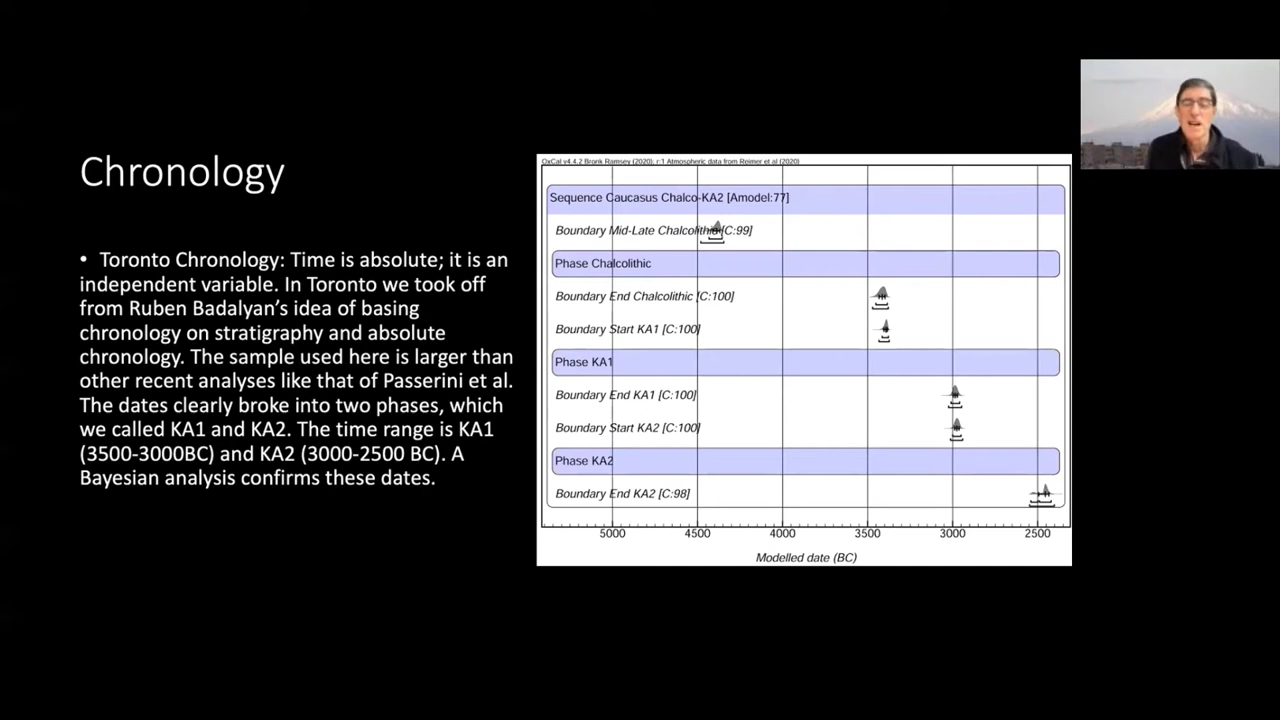 Chronology
• Toronto Chronology: Time is absolute; it is an
independent variable. In Toronto we took off
from Ruben Badalyan’s idea of basing
chronology on stratigraphy and absolute
chronology. The sample used here is larger than
other recent analyses like that of Passerini et al.
The dates clearly broke into two phases, which
we called KA1 and KA2. The time range is KA1
(3500-3000BC) and KA2 (3000-2500 BC). A
Bayesian analysis confirms these dates.
OxCal v4.4.2 Bronk Ramsey (2020); r:1 Atmospheric data from Reimer et al (2020)
Sequence Caucasus Chalco-KA2 [Amodel:77]
Boundary Mid-Late Chalcolithic [C:99]
Phase Chalcolithic
Boundary End Chalcolithic [C:100]
Boundary Start KA1 [C:100]
Phase KA1
Boundary End KA1 [C:100]
Boundary Start KA2 [C:100]
Phase KA2
Boundary End KA2 [C:98]
5000 4500 4000 3500 3000 2500
Modelled date (BC)